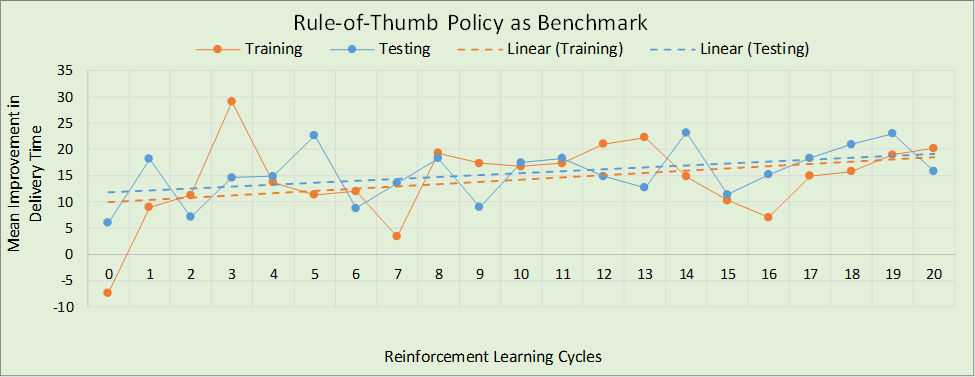 Rule-of-Thumb Policy as Benchmark
Training Testing Linear (Training) Linear (Testing)
Mean Improvement in
Delivery Time
35
30
25
20
15
10
5
0
-5
-10
0 1 2 3 4 5 6 7 8 9 10 11 12 13 14 15 16 17 18 19 20
Reinforcement Learning Cycles